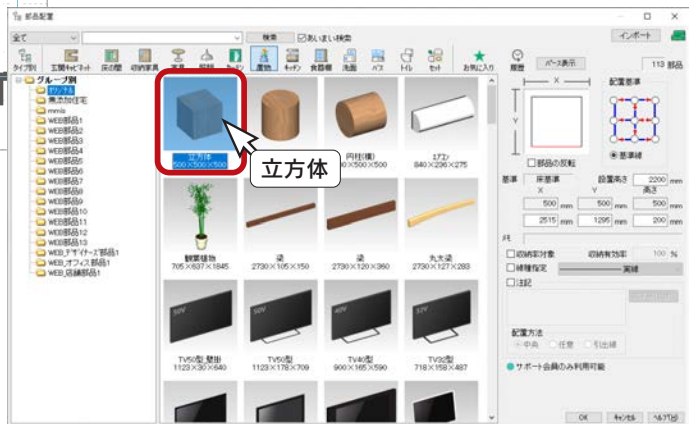 部品配置
全て
検索
☑あいまい検索
インポート
タイプ別
玄関キャビネット
床の間
収納家具
家具
照明
カーテン
置物
キッチン
食器棚
洗面
バス
トイレ
セット
お気に入り
履歴
パース表示
113 部品
グループ別
オリジナル
無添加住宅
mmis
WEB部品1
WEB部品2
WEB部品3
WEB部品4
WEB部品5
WEB部品6
WEB部品7
WEB部品8
WEB部品9
WEB部品10
WEB部品11
WEB部品12
WEB部品13
WEB_デザイナーズ部品1
WEB_オフィス部品1
WEB_店舗部品1
立方体
500×500×500
円柱(横)
エアコン
840×296×275
立方体
観葉植物
705×637×1845
梁
2730×105×150
梁
2730×120×360
丸太梁
2730×127×283
50V
50V
40V
32V
TV50型_壁掛
1123×30×640
TV50型
1123×178×709
TV40型
900×165×590
TV32型
718×158×487
X
Y
配置基準
基準線
部品の反転
基準
床基準
設置高さ
2200 mm
X
Y
高さ
500 mm
500 mm
500 mm
2515 mm
1295 mm
200 mm
収納率対象
収納有効率
100 %
線種指定
実線
注記
配置方法
中央
任意
引出線
サポート会員のみ利用可能
OK
キャンセル
ヘルプ(H)